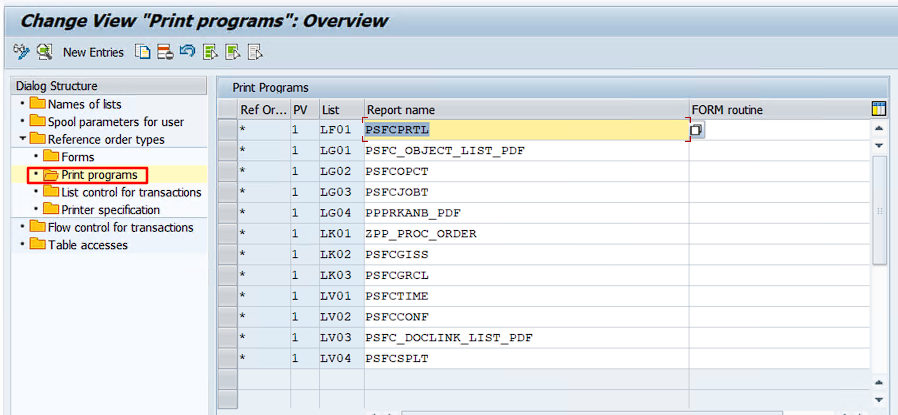 Change View "Print programs": Overview
New Entries
Dialog Structure
Names of lists
Spool parameters for user
Reference order types
Forms
Print programs
List control for transactions
Printer specification
Flow control for transactions
Table accesses
Print Programs
Ref Or... PV List Report name FORM routine
* 1 LF01 PSFCPRTL
* 1 LG01 PSFC_OBJECT_LIST_PDF
* 1 LG02 PSFCOPCT
* 1 LG03 PSFCJOBT
* 1 LG04 PPPRKANB_PDF
* 1 LK01 ZPP_PROC_ORDER
* 1 LK02 PSFCGISS
* 1 LK03 PSFCGRCL
* 1 LV01 PSFCTIME
* 1 LV02 PSFCCONF
* 1 LV03 PSFC_DOCLINK_LIST_PDF
* 1 LV04 PSFCSPLT